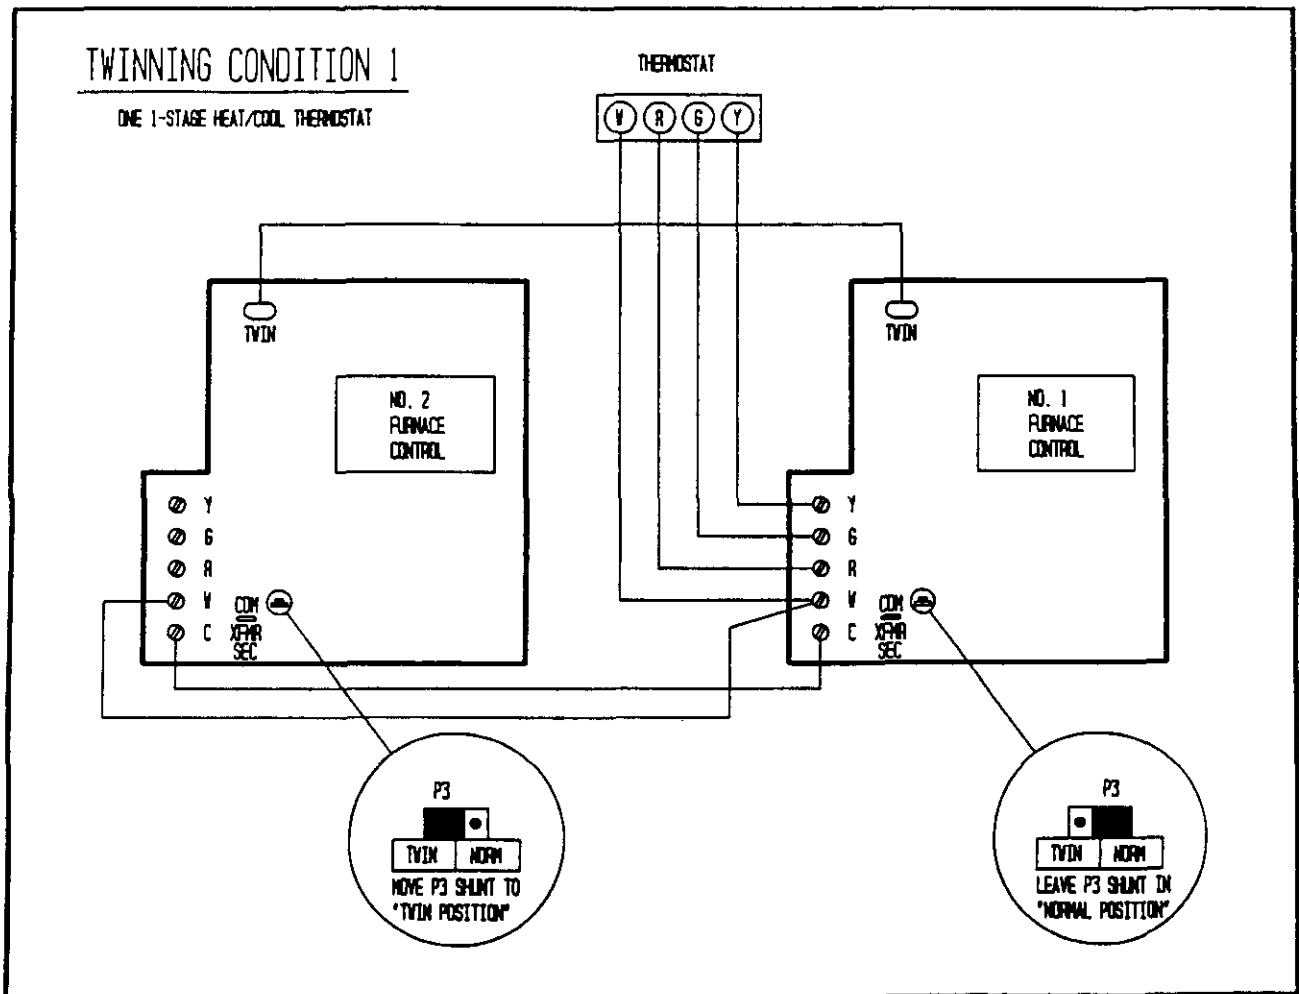 TWINNING CONDITION 1
ONE 1-STAGE HEAT/COOL THERMOSTAT
THERMOSTAT
W R G Y
TWIN
NO. 2
FURNACE
CONTROL
Y
G
R
W
C
COM
XFMR
SEC
P3
TWIN NORM
MOVE P3 SHUNT TO
"TWIN POSITION"
TWIN
NO. 1
FURNACE
CONTROL
Y
G
R
W
C
COM
XFMR
SEC
P3
TWIN NORM
LEAVE P3 SHUNT IN
"NORMAL POSITION"